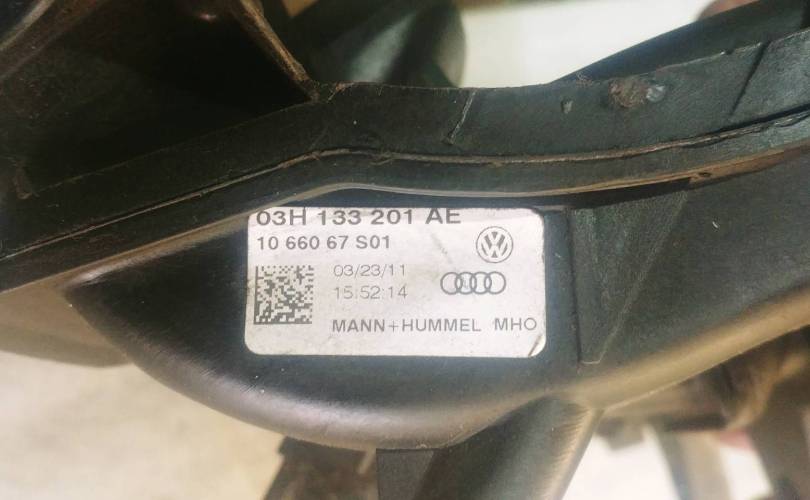 03H 133 201 AE
10 660 67 S01
03/23/11
15:52:14
MANN+HUMMEL MHO